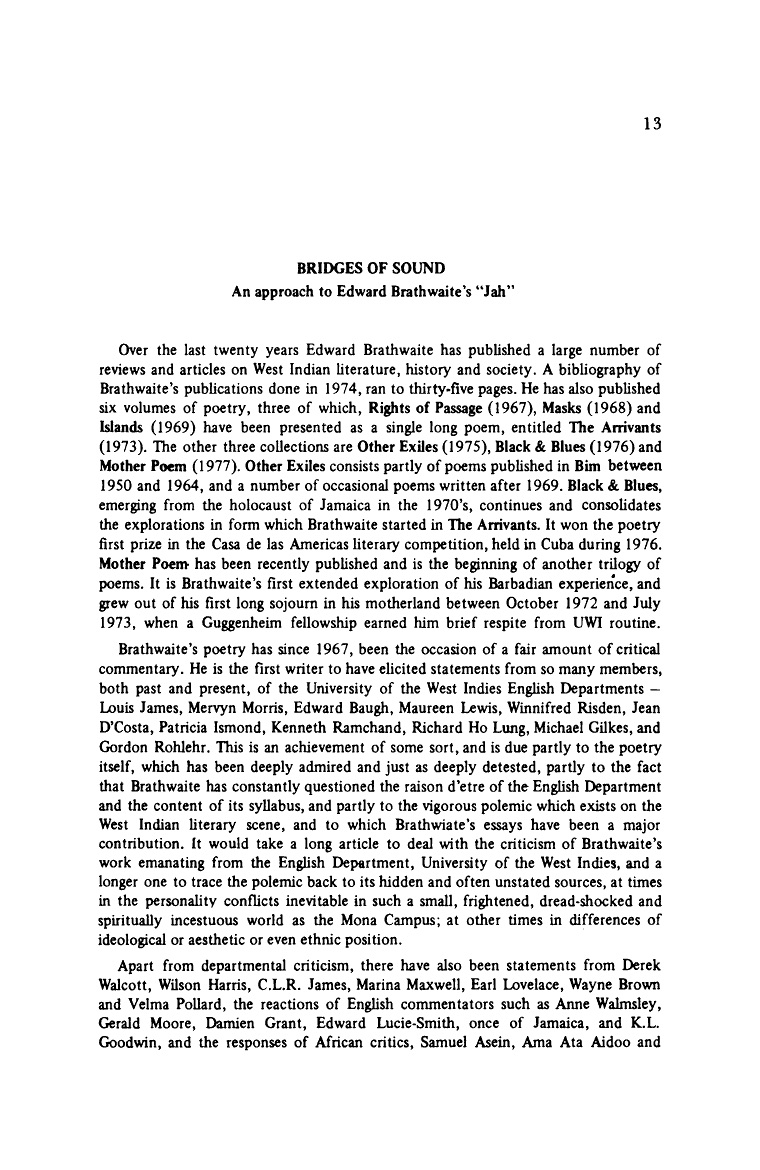 13
BRIDGES OF SOUND
An approach to Edward Brathwaite's "Jah"
Over the last twenty years Edward Brathwaite has published a large number of
reviews and articles on West Indian literature, history and society. A bibliography of
Brathwaite's publications done in 1974, ran to thirty-five pages. He has also published
six volumes of poetry, three of which, Rights of Passage (1967), Masks (1968) and
Islands (1969) have been presented as a single long poem, entitled The Arrivants
(1973). The other three collections are Other Exiles (1975), Black & Blues (1976) and
Mother Poem (1977). Other Exiles consists partly of poems published in Bim between
1950 and 1964, and a number of occasional poems written after 1969. Black & Blues,
emerging from the holocaust of Jamaica in the 1970's, continues and consolidates
the explorations in form which Brathwaite started in The Arrivants. It won the poetry
first prize in the Casa de las Americas literary competition, held in Cuba during 1976.
Mother Poem has been recently published and is the beginning of another trilogy of
poems. It is Brathwaite's first extended exploration of his Barbadian experience, and
grew out of his first long sojourn in his motherland between October 1972 and July
1973, when a Guggenheim fellowship earned him brief respite from UWI routine.
Brathwaite's poetry has since 1967, been the occasion of a fair amount of critical
commentary. He is the first writer to have elicited statements from so many members,
both past and present, of the University of the West Indies English Departments –
Louis James, Mervyn Morris, Edward Baugh, Maureen Lewis, Winnifred Risden, Jean
D'Costa, Patricia Ismond, Kenneth Ramchand, Richard Ho Lung, Michael Gilkes, and
Gordon Rohlehr. This is an achievement of some sort, and is due partly to the poetry
itself, which has been deeply admired and just as deeply detested, partly to the fact
that Brathwaite has constantly questioned the raison d'etre of the English Department
and the content of its syllabus, and partly to the vigorous polemic which exists on the
West Indian literary scene, and to which Brathwiate's essays have been a major
contribution. It would take a long article to deal with the criticism of Brathwaite's
work emanating from the English Department, University of the West Indies, and a
longer one to trace the polemic back to its hidden and often unstated sources, at times
in the personality conflicts inevitable in such a small, frightened, dread-shocked and
spiritually incestuous world as the Mona Campus; at other times in differences of
ideological or aesthetic or even ethnic position.
Apart from departmental criticism, there have also been statements from Derek
Walcott, Wilson Harris, C.L.R. James, Marina Maxwell, Earl Lovelace, Wayne Brown
and Velma Pollard, the reactions of English commentators such as Anne Walmsley,
Gerald Moore, Damien Grant, Edward Lucie-Smith, once of Jamaica, and K.L.
Goodwin, and the responses of African critics, Samuel Asein, Ama Ata Aidoo and